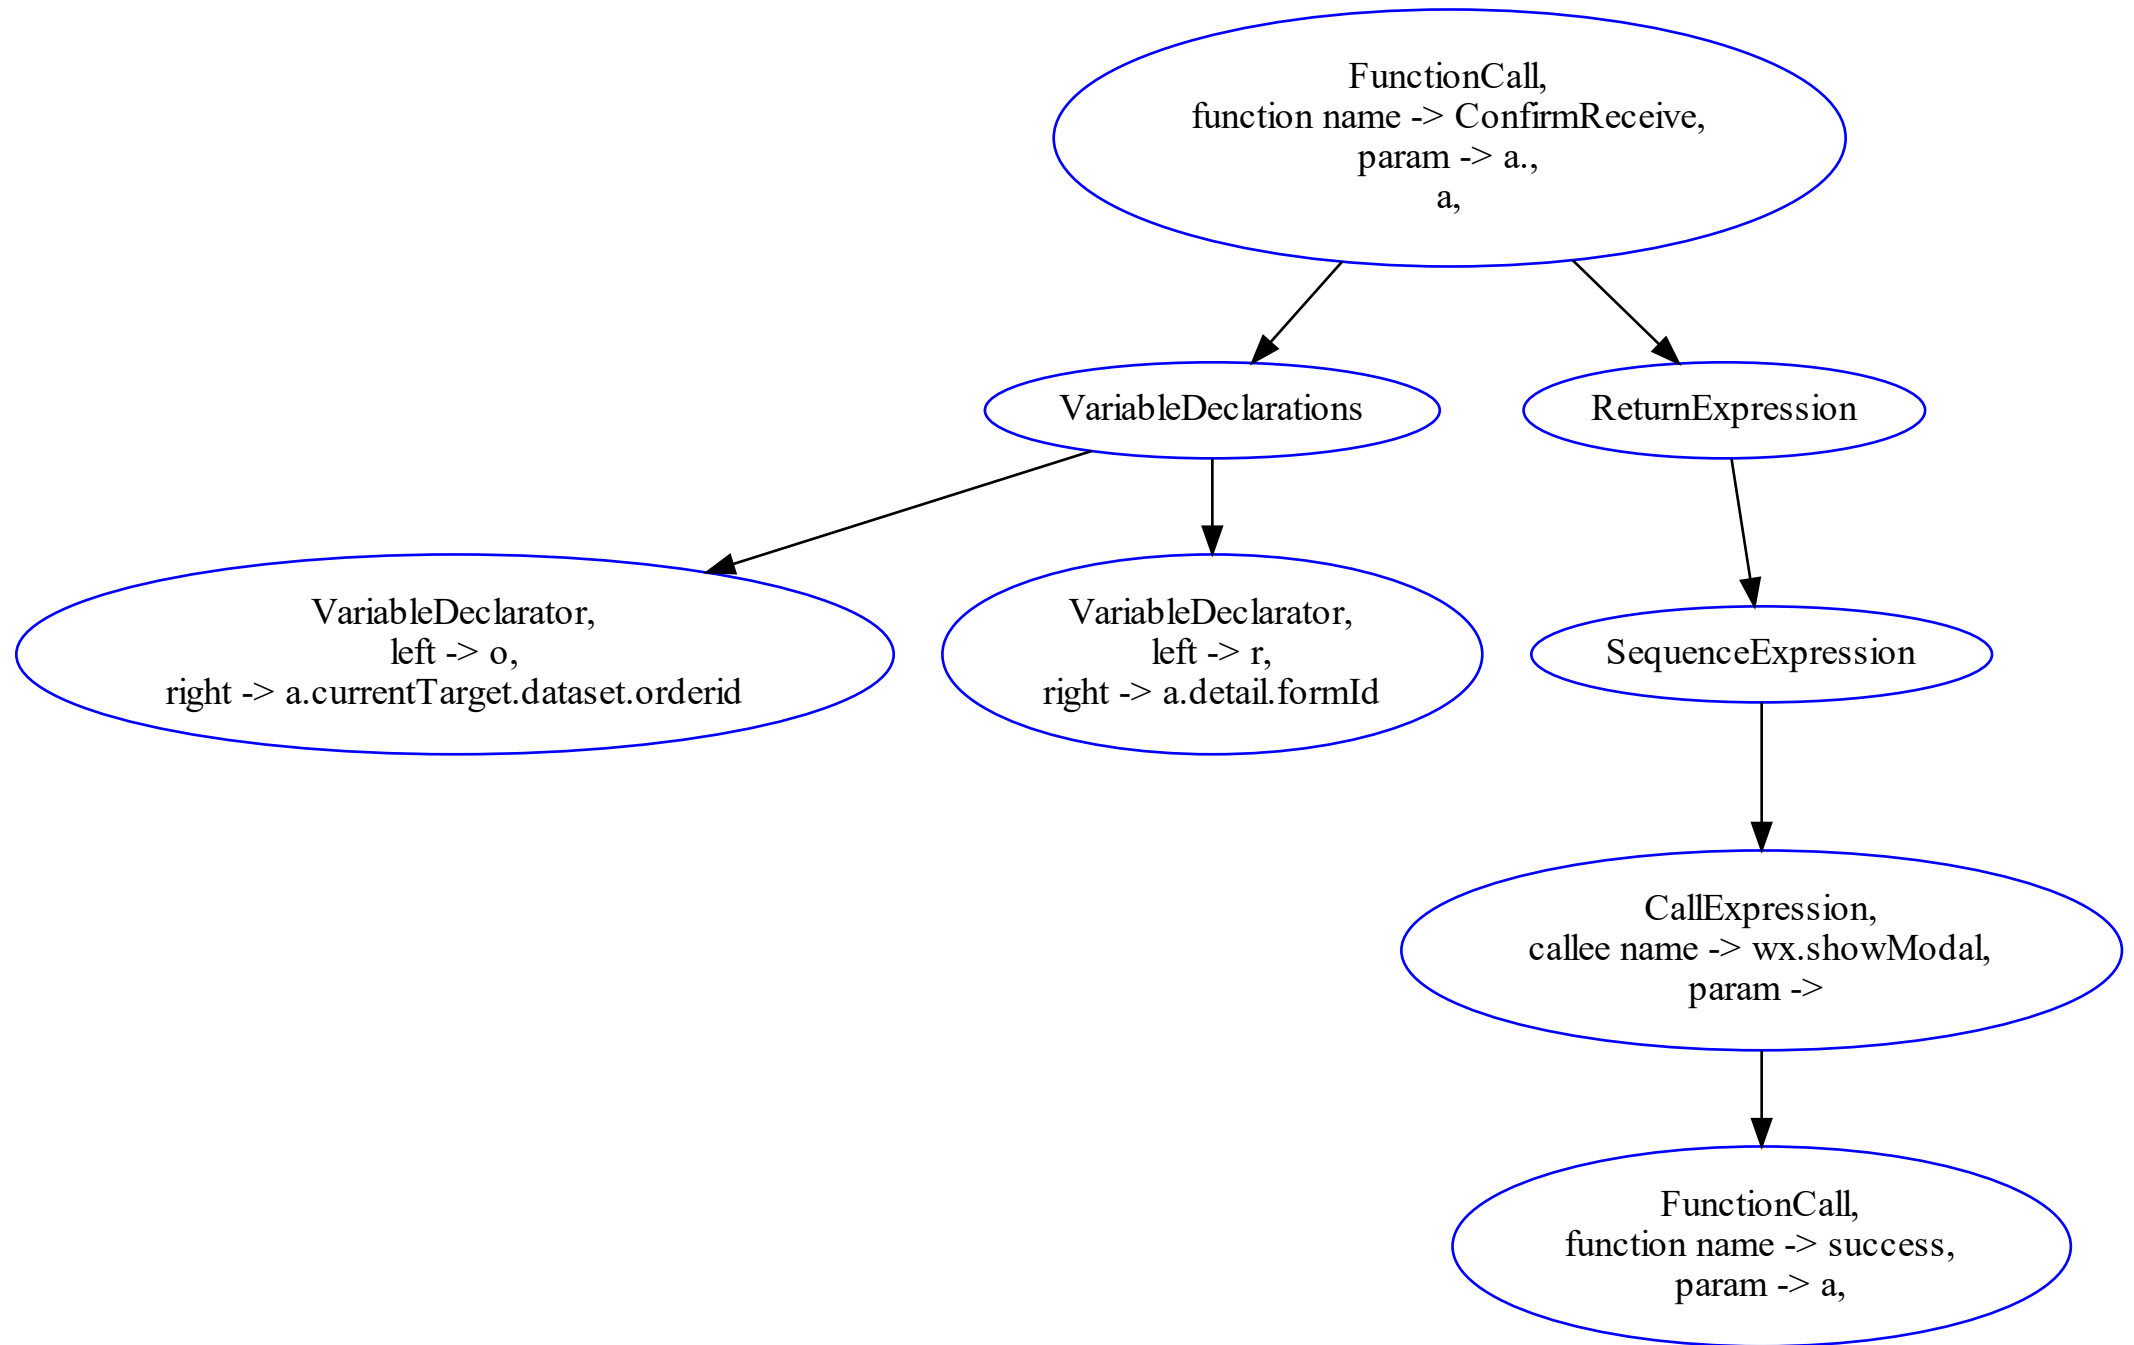 FunctionCall,
function name -> ConfirmReceive,
param -> a.,
a,
VariableDeclarations
ReturnExpression
VariableDeclarator,
left -> o,
right -> a.currentTarget.dataset.orderid
VariableDeclarator,
left -> r,
right -> a.detail.formId
SequenceExpression
CallExpression,
callee name -> wx.showModal,
param ->
FunctionCall,
function name -> success,
param -> a,